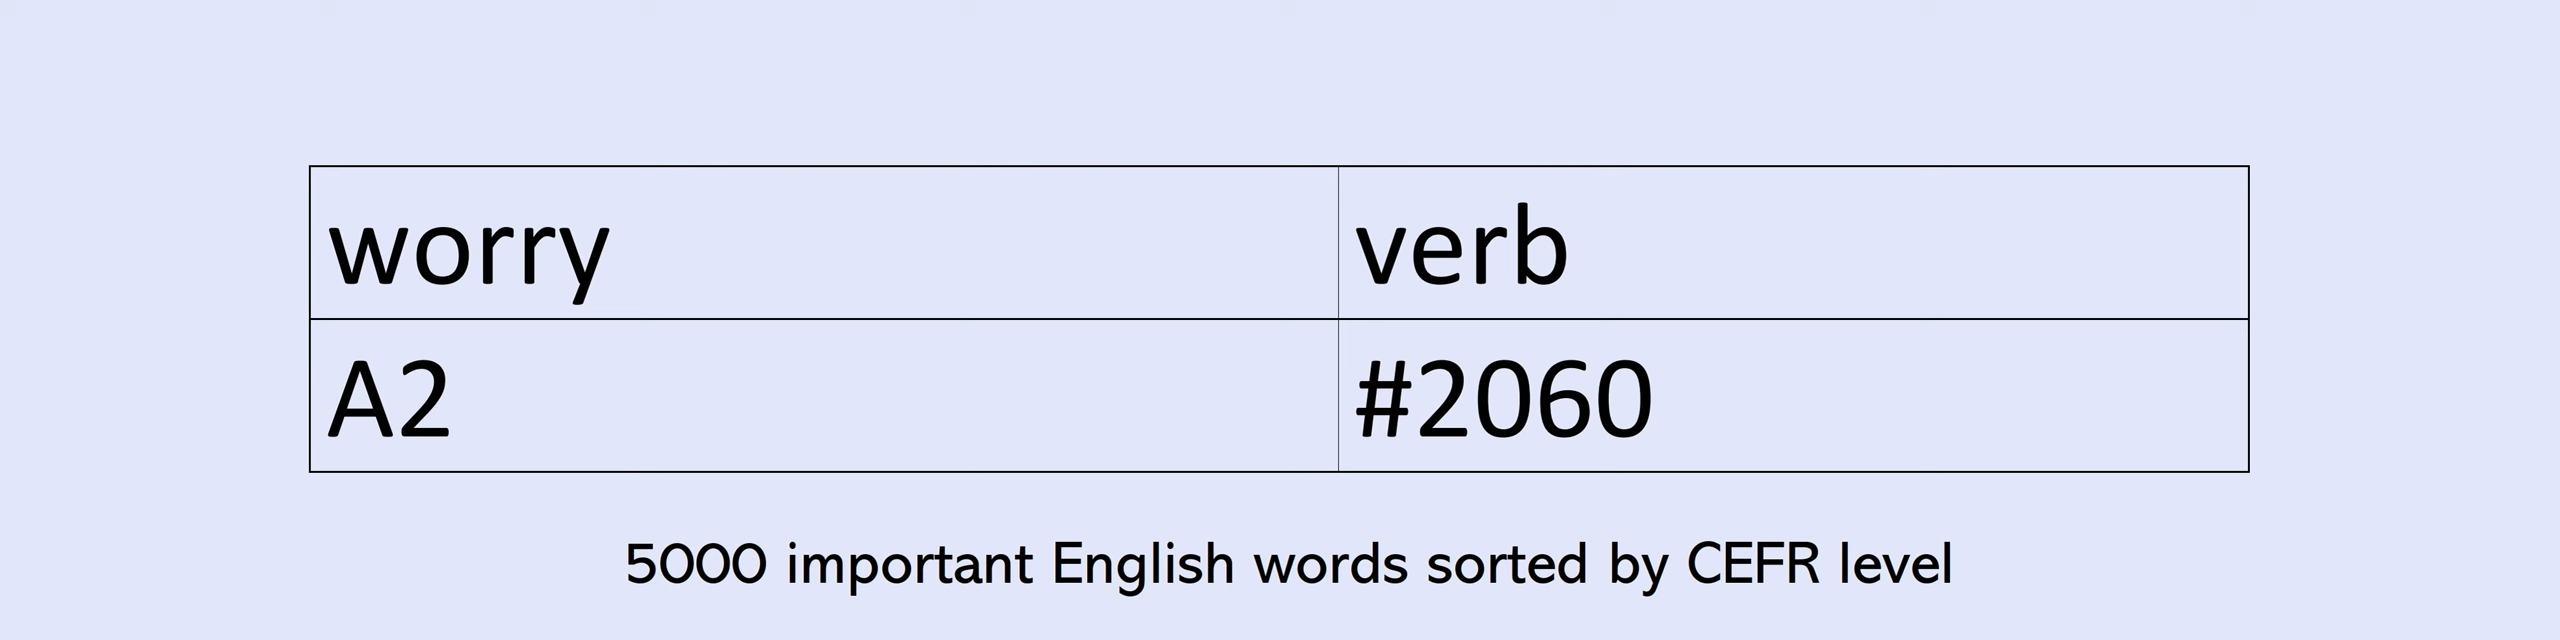 worry verb
A2 #2060
5000 important English words sorted by CEFR level